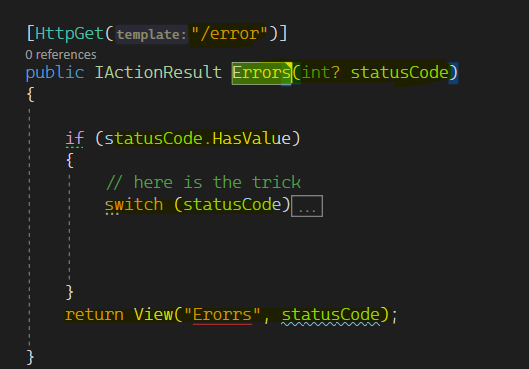 [HttpGet(template:"/error")]
0 references
public IActionResult Errors(int? statusCode)
{
if (statusCode.HasValue)
{
// here is the trick
switch (statusCode)...
}
return View("Erorrs", statusCode);
}